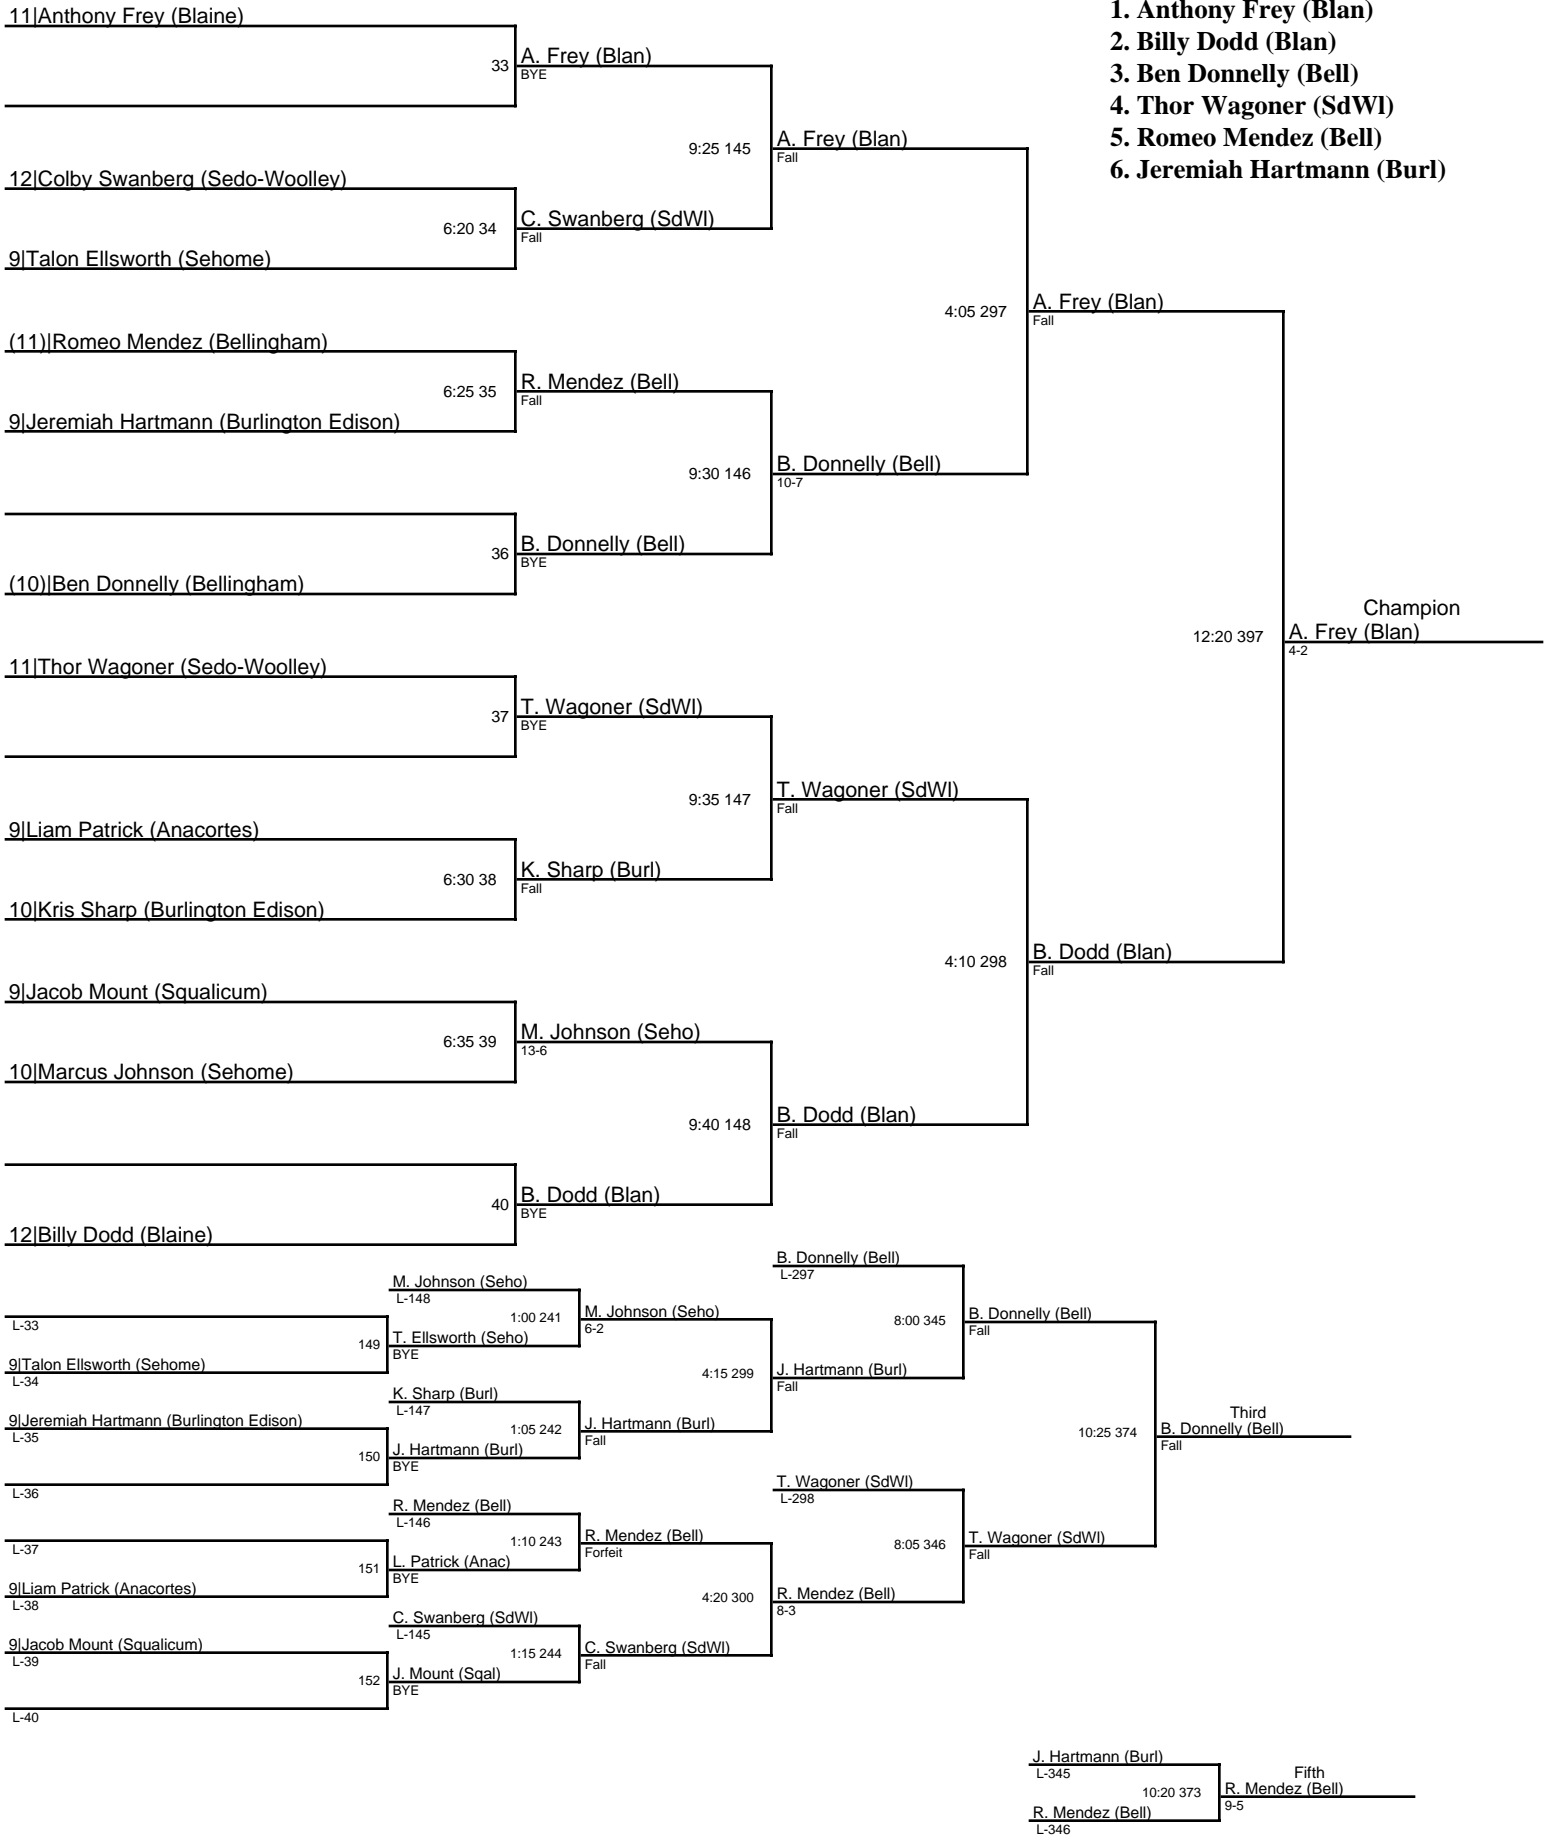 11|Anthony Frey (Blaine)
33
A. Frey (Blan)
BYE
12|Colby Swanberg (Sedo-Woolley)
6:20 34
C. Swanberg (SdWl)
Fall
9|Talon Ellsworth (Sehome)
9:25 145
A. Frey (Blan)
Fall
(11)|Romeo Mendez (Bellingham)
6:25 35
R. Mendez (Bell)
Fall
9|Jeremiah Hartmann (Burlington Edison)
9:30 146
B. Donnelly (Bell)
10-7
36
B. Donnelly (Bell)
BYE
(10)|Ben Donnelly (Bellingham)
4:05 297
A. Frey (Blan)
Fall
1. Anthony Frey (Blan)
2. Billy Dodd (Blan)
3. Ben Donnelly (Bell)
4. Thor Wagoner (SdWl)
5. Romeo Mendez (Bell)
6. Jeremiah Hartmann (Burl)
Champion
12:20 397
A. Frey (Blan)
4-2
11|Thor Wagoner (Sedo-Woolley)
37
T. Wagoner (SdWl)
BYE
9:35 147
T. Wagoner (SdWl)
Fall
9|Liam Patrick (Anacortes)
6:30 38
K. Sharp (Burl)
Fall
10|Kris Sharp (Burlington Edison)
4:10 298
B. Dodd (Blan)
Fall
9|Jacob Mount (Squalicum)
6:35 39
M. Johnson (Seho)
13-6
10|Marcus Johnson (Sehome)
9:40 148
B. Dodd (Blan)
Fall
40
B. Dodd (Blan)
BYE
12|Billy Dodd (Blaine)
M. Johnson (Seho)
L-148
1:00 241
M. Johnson (Seho)
6-2
L-33
149
T. Ellsworth (Seho)
BYE
9|Talon Ellsworth (Sehome)
L-34
4:15 299
J. Hartmann (Burl)
Fall
K. Sharp (Burl)
L-147
9|Jeremiah Hartmann (Burlington Edison)
L-35
1:05 242
J. Hartmann (Burl)
Fall
150
J. Hartmann (Burl)
BYE
L-36
B. Donnelly (Bell)
L-297
8:00 345
B. Donnelly (Bell)
Fall
10:25 374
Third
B. Donnelly (Bell)
Fall
T. Wagoner (SdWl)
L-298
8:05 346
T. Wagoner (SdWl)
Fall
R. Mendez (Bell)
L-146
1:10 243
R. Mendez (Bell)
Forfeit
L-37
151
L. Patrick (Anac)
BYE
9|Liam Patrick (Anacortes)
L-38
4:20 300
R. Mendez (Bell)
8-3
C. Swanberg (SdWl)
L-145
9|Jacob Mount (Squalicum)
L-39
1:15 244
C. Swanberg (SdWl)
Fall
152
J. Mount (Sqal)
BYE
L-40
J. Hartmann (Burl)
L-345
10:20 373
Fifth
R. Mendez (Bell)
9-5
R. Mendez (Bell)
L-346